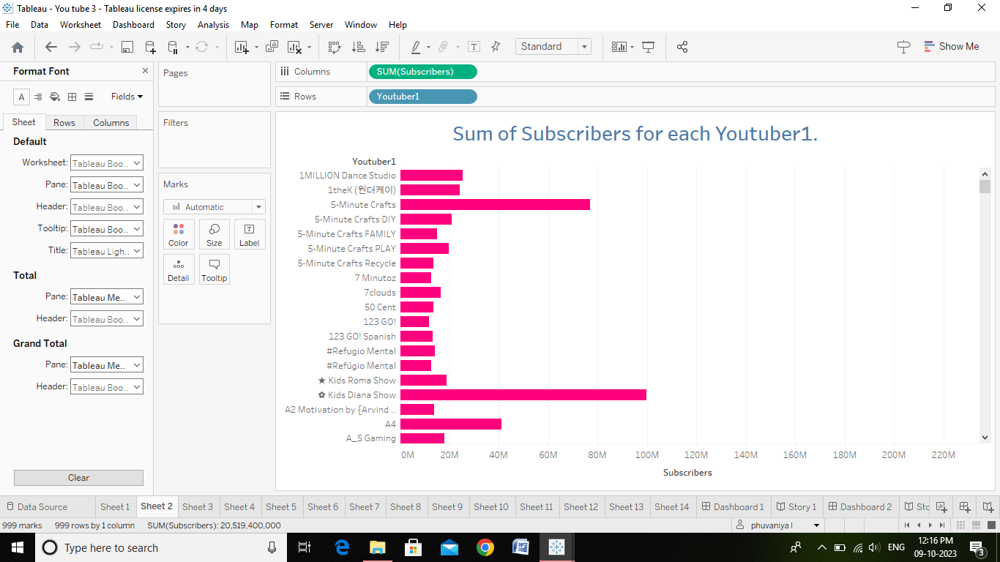 Tableau - You tube 3 - Tableau license expires in 4 days
File Data Worksheet Dashboard Story Analysis Map Format Server Window Help
Standard
Show Me
Format Font
Fields
Sheet Rows Columns
Default
Worksheet: Tableau Boo..
Pane: Tableau Boo..
Header: Tableau Boo..
Tooltip: Tableau Boo..
Title: Tableau Ligh..
Total
Pane: Tableau Me..
Header: Tableau Boo..
Grand Total
Pane: Tableau Me..
Header: Tableau Boo..
Clear
Pages
Filters
Marks
Automatic
Color Size Label
Detail Tooltip
Columns SUM(Subscribers)
Rows Youtuber1
Sum of Subscribers for each Youtuber1.
Youtuber1
1MILLION Dance Studio
1theK (원더케이)
5-Minute Crafts
5-Minute Crafts DIY
5-Minute Crafts FAMILY
5-Minute Crafts PLAY
5-Minute Crafts Recycle
7 Minutoz
7clouds
50 Cent
123 GO!
123 GO! Spanish
#Refugio Mental
#Refúgio Mental
★ Kids Roma Show
✿ Kids Diana Show
A2 Motivation by {Arvind ..
A4
A_S Gaming
0M 20M 40M 60M 80M 100M 120M 140M 160M 180M 200M 220M
Subscribers
Data Source Sheet 1 Sheet 2 Sheet 3 Sheet 4 Sheet 5 Sheet 6 Sheet 7 Sheet 8 Sheet 9 Sheet 10 Sheet 11 Sheet 12 Sheet 13 Sheet 14 Dashboard 1 Story 1 Dashboard 2 Stc
999 marks 999 rows by 1 column SUM(Subscribers): 20,519,400,000
phuvaniya l
Type here to search
ENG
12:16 PM
09-10-2023
3